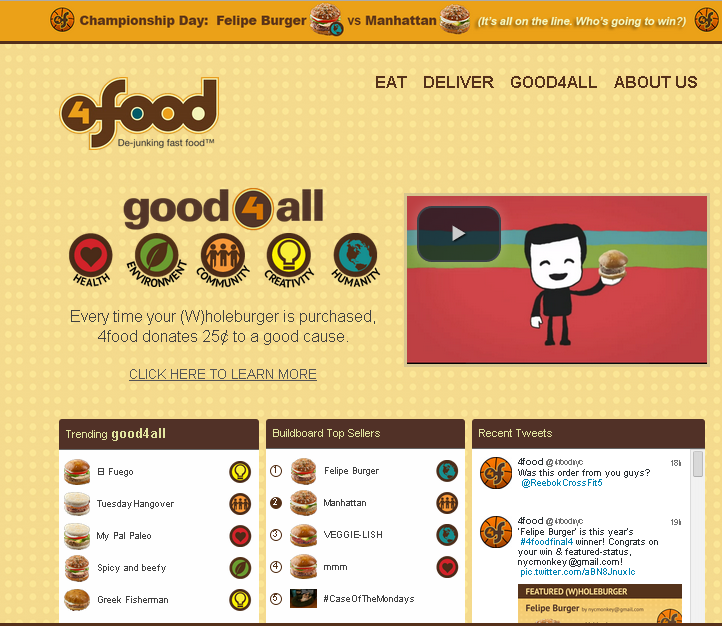 Championship Day: Felipe Burger vs Manhattan (It's all on the line. Who's going to win?)
EAT DELIVER GOOD4ALL ABOUT US
4food
De-junking fast food™
good4all
HEALTH ENVIRONMENT COMMUNITY CREATIVITY HUMANITY
Every time your (W)holeburger is purchased,
4food donates 25¢ to a good cause.
CLICK HERE TO LEARN MORE
Trending good4all
El Fuego
Tuesday Hangover
My Pal Paleo
Spicy and beefy
Greek Fisherman
Buildboard Top Sellers
1 Felipe Burger
2 Manhattan
3 VEGGIE-LISH
4 mmm
5 #CaseOfTheMondays
Recent Tweets
4food @4foodnyc 18h
Was this order from you guys?
@ReebokCrossFit5
4food @4foodnyc 19h
'Felipe Burger' is this year's
#4foodfinal4 winner! Congrats on
your win & featured-status,
nycmonkey@gmail.com!
pic.twitter.com/aBN8JnuxIc
FEATURED (W)HOLEBURGER
Felipe Burger by nycmonkey@gmail.com